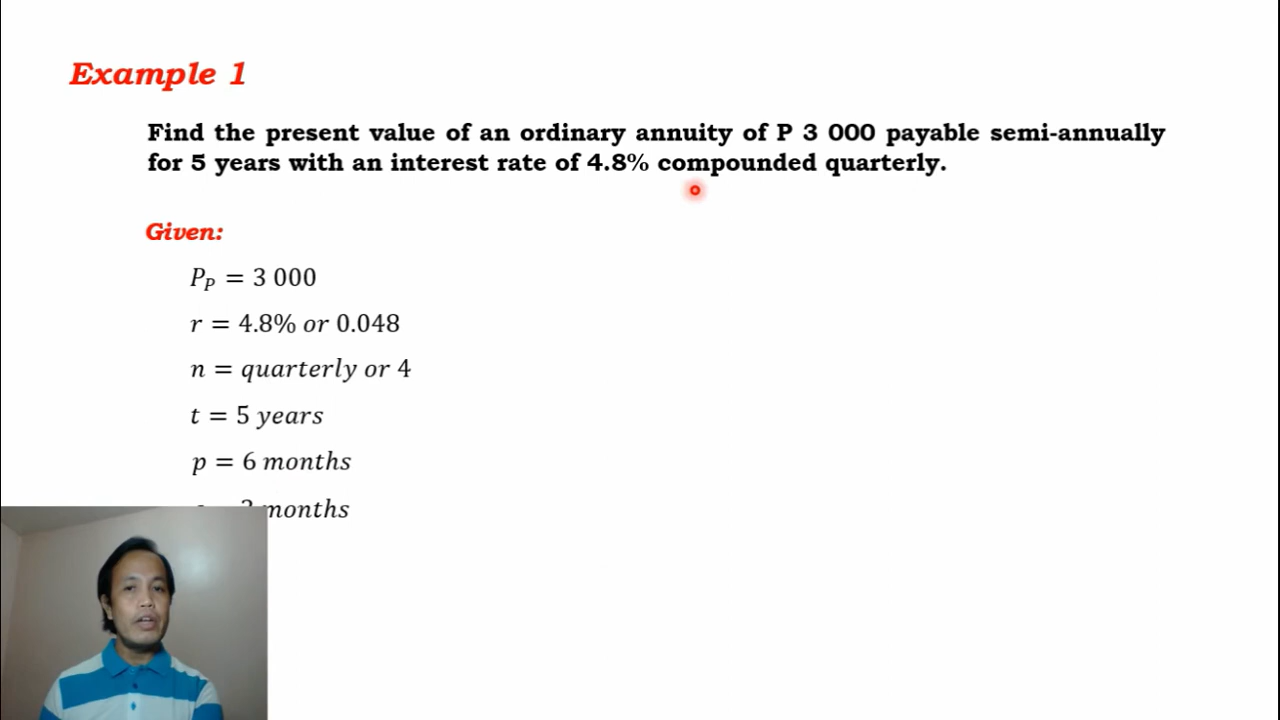 Example 1
Find the present value of an ordinary annuity of P 3 000 payable semi-annually
for 5 years with an interest rate of 4.8% compounded quarterly.
Given:
P_P = 3 000
r = 4.8% or 0.048
n = quarterly or 4
t = 5 years
p = 6 months
months